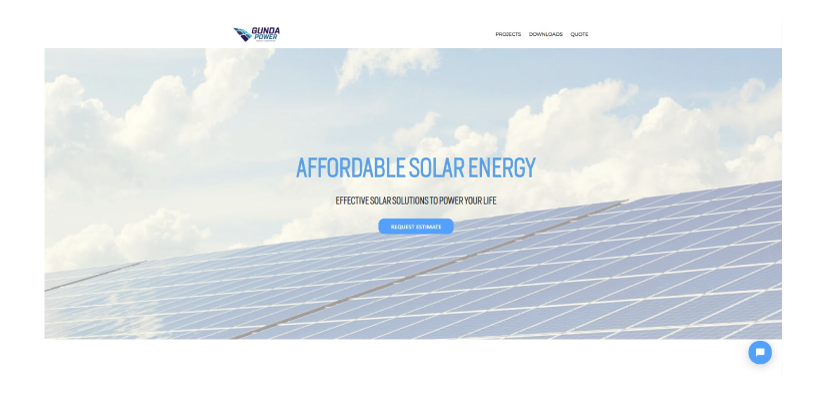 GUNDA
POWER
PROJECTS DOWNLOADS QUOTE
AFFORDABLE SOLAR ENERGY
EFFECTIVE SOLAR SOLUTIONS TO POWER YOUR LIFE
REQUEST ESTIMATE